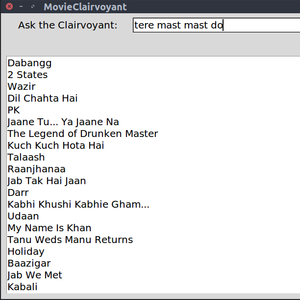 MovieClairvoyant
Ask the Clairvoyant: tere mast mast do
Dabangg
2 States
Wazir
Dil Chahta Hai
PK
Jaane Tu... Ya Jaane Na
The Legend of Drunken Master
Kuch Kuch Hota Hai
Talaash
Raanjhanaa
Jab Tak Hai Jaan
Darr
Kabhi Khushi Kabhie Gham...
Udaan
My Name Is Khan
Tanu Weds Manu Returns
Holiday
Baazigar
Jab We Met
Kabali